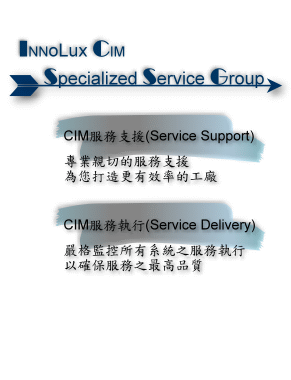 InnoLux Cim
Specialized Service Group
CIM服務支援(Service Support)
專業親切的服務支援
為您打造更有效率的工廠
CIM服務執行(Service Delivery)
嚴格監控所有系統之服務執行
以確保服務之最高品質